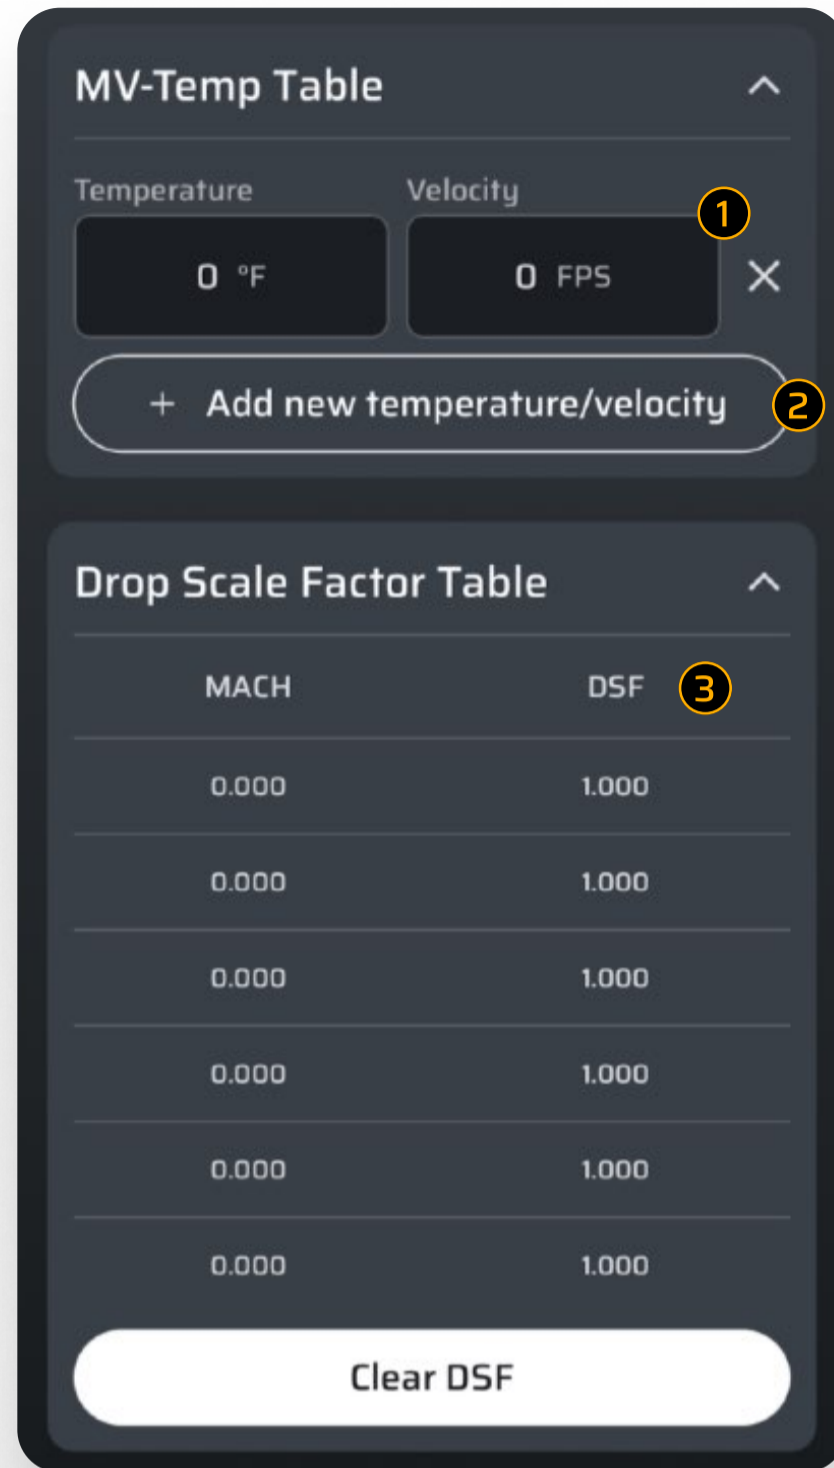 MV-Temp Table
Temperature Velocity
1
0 °F 0 FPS
+ Add new temperature/velocity 2
Drop Scale Factor Table
MACH DSF 3
0.000 1.000
0.000 1.000
0.000 1.000
0.000 1.000
0.000 1.000
0.000 1.000
Clear DSF